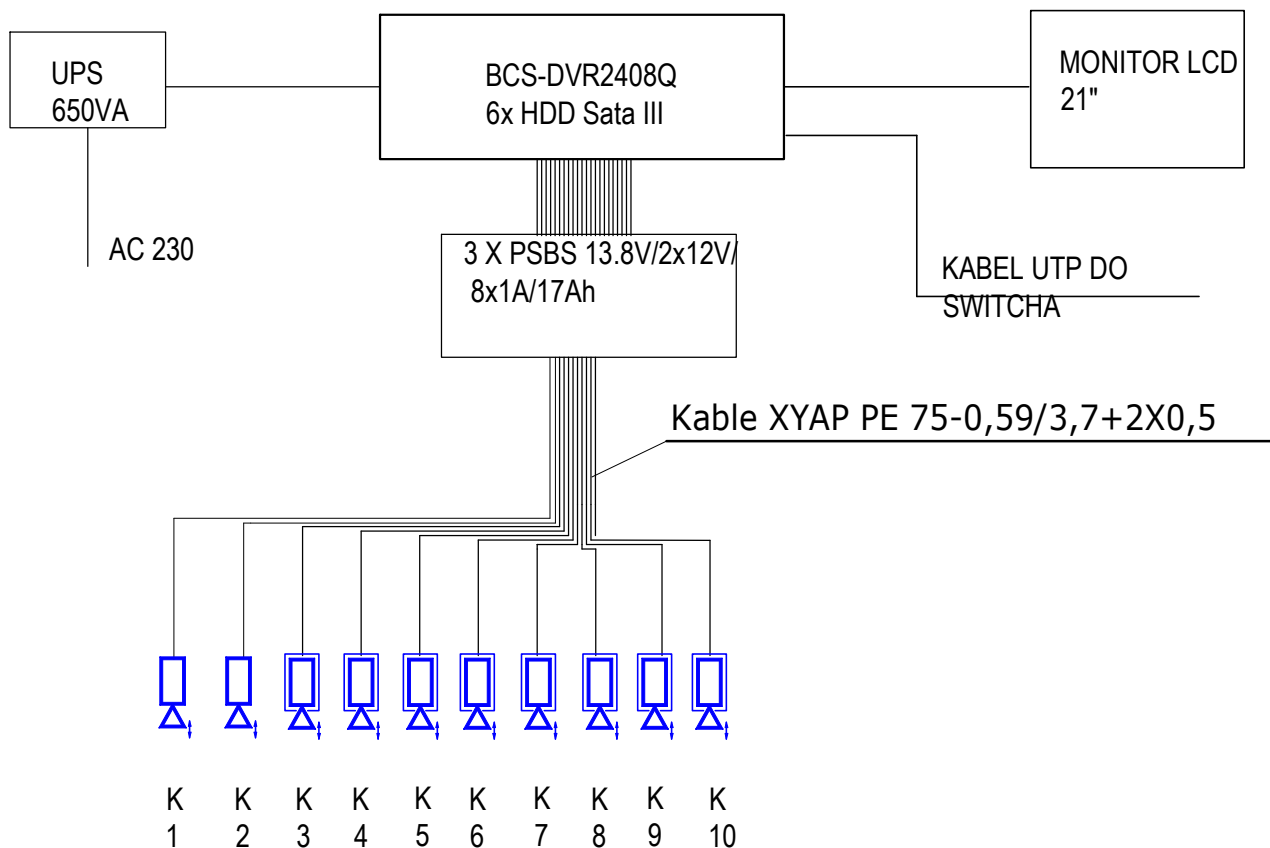 UPS
650VA
BCS-DVR2408Q
6x HDD Sata III
MONITOR LCD
21"
AC 230
3 X PSBS 13.8V/2x12V/
8x1A/17Ah
KABEL UTP DO
SWITCHA
Kable XYAP PE 75-0,59/3,7+2X0,5
K K K K K K K K K K
1 2 3 4 5 6 7 8 9 10